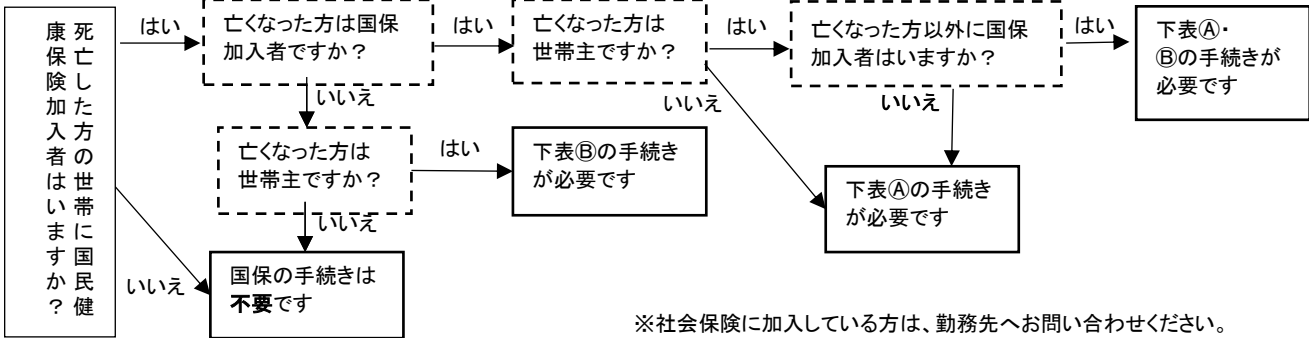 死亡した方の世帯に国民健
康保険加入者はいますか？
はい
亡くなった方は国保
加入者ですか？
はい
亡くなった方は
世帯主ですか？
はい
亡くなった方以外に国保
加入者はいますか？
はい
下表Ⓐ・
Ⓑの手続きが
必要です
いいえ
いいえ
いいえ
亡くなった方は
世帯主ですか？
はい
下表Ⓑの手続き
が必要です
下表Ⓐの手続き
が必要です
いいえ
いいえ
国保の手続きは
不要です
※社会保険に加入している方は、勤務先へお問い合わせください。